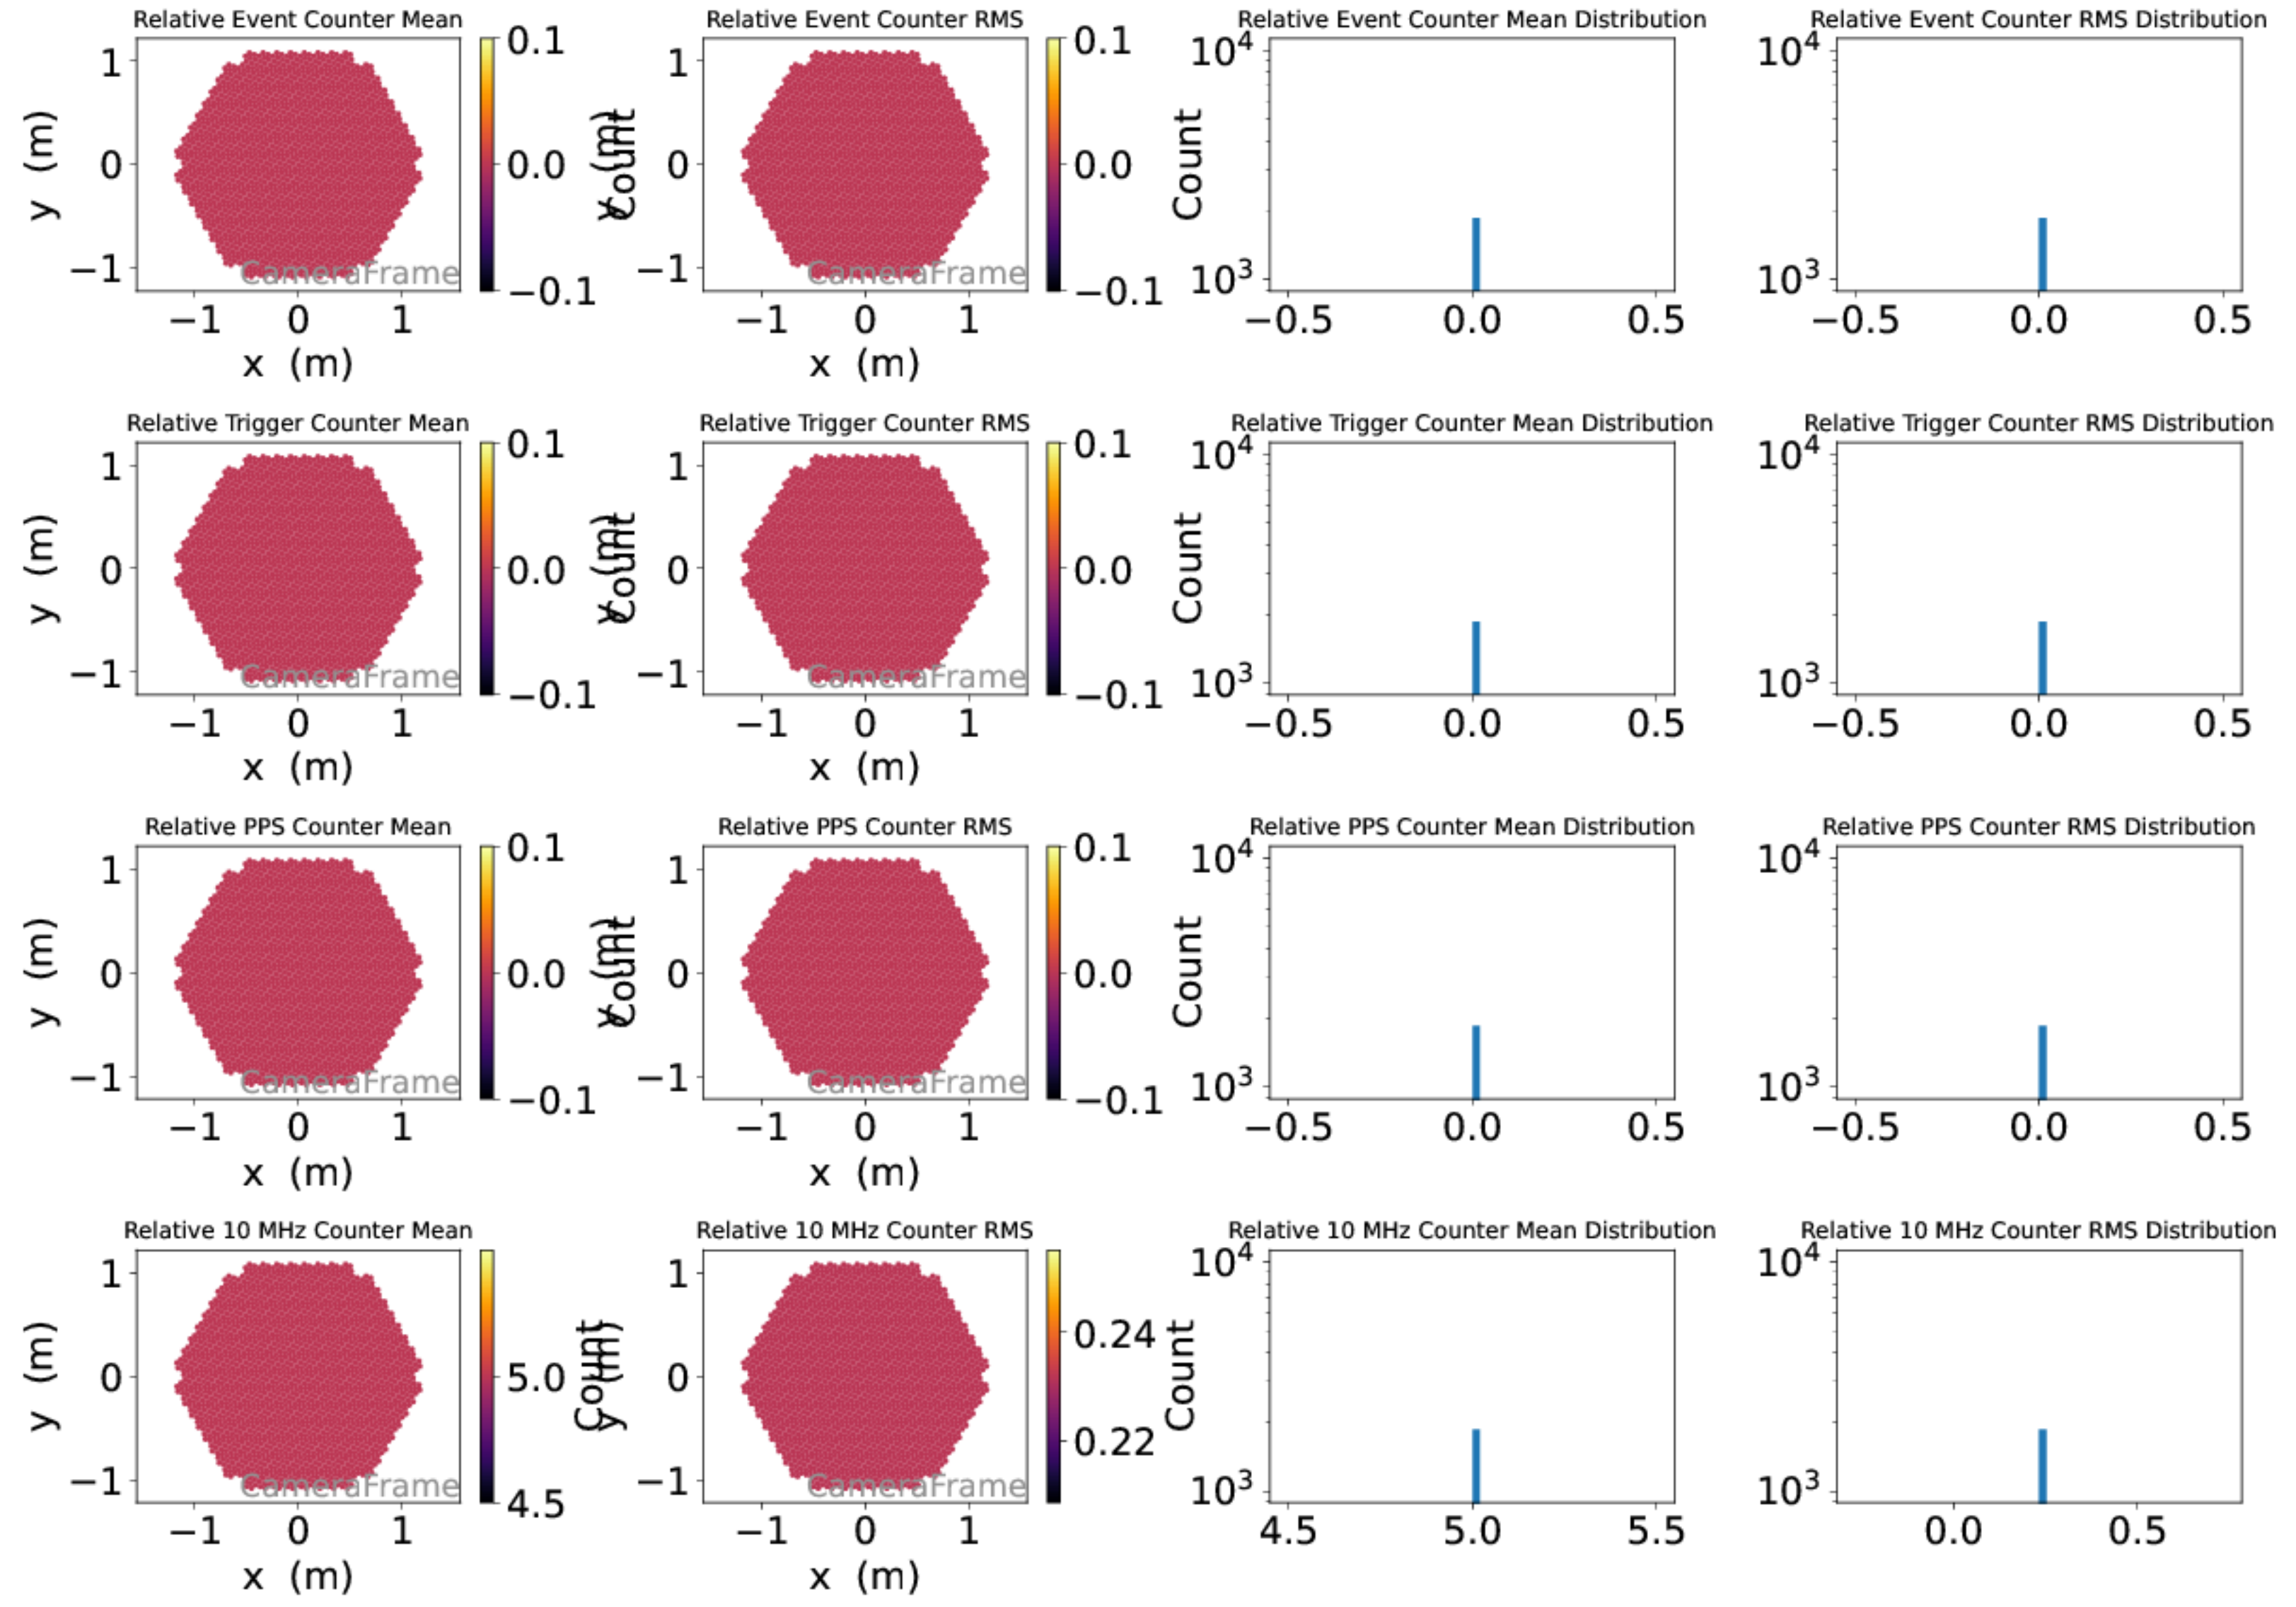 Relative Event Counter Mean
Relative Event Counter RMS
Relative Event Counter Mean Distribution
Relative Event Counter RMS Distribution
y (m)
1
0
−1
CameraFrame
−1 0 1
x (m)
0.1
0.0
−0.1
Count
y (m)
1
0
−1
CameraFrame
−1 0 1
x (m)
0.1
0.0
−0.1
Count
10⁴
10³
−0.5 0.0 0.5
10⁴
10³
−0.5 0.0 0.5
Relative Trigger Counter Mean
Relative Trigger Counter RMS
Relative Trigger Counter Mean Distribution
Relative Trigger Counter RMS Distribution
y (m)
1
0
−1
CameraFrame
−1 0 1
x (m)
0.1
0.0
−0.1
Count
y (m)
1
0
−1
CameraFrame
−1 0 1
x (m)
0.1
0.0
−0.1
Count
10⁴
10³
−0.5 0.0 0.5
10⁴
10³
−0.5 0.0 0.5
Relative PPS Counter Mean
Relative PPS Counter RMS
Relative PPS Counter Mean Distribution
Relative PPS Counter RMS Distribution
y (m)
1
0
−1
CameraFrame
−1 0 1
x (m)
0.1
0.0
−0.1
Count
y (m)
1
0
−1
CameraFrame
−1 0 1
x (m)
0.1
0.0
−0.1
Count
10⁴
10³
−0.5 0.0 0.5
10⁴
10³
−0.5 0.0 0.5
Relative 10 MHz Counter Mean
Relative 10 MHz Counter RMS
Relative 10 MHz Counter Mean Distribution
Relative 10 MHz Counter RMS Distribution
y (m)
1
0
−1
CameraFrame
−1 0 1
x (m)
5.0
4.5
Count
y (m)
1
0
−1
CameraFrame
−1 0 1
x (m)
0.24
0.22
Count
10⁴
10³
4.5 5.0 5.5
10⁴
10³
0.0 0.5